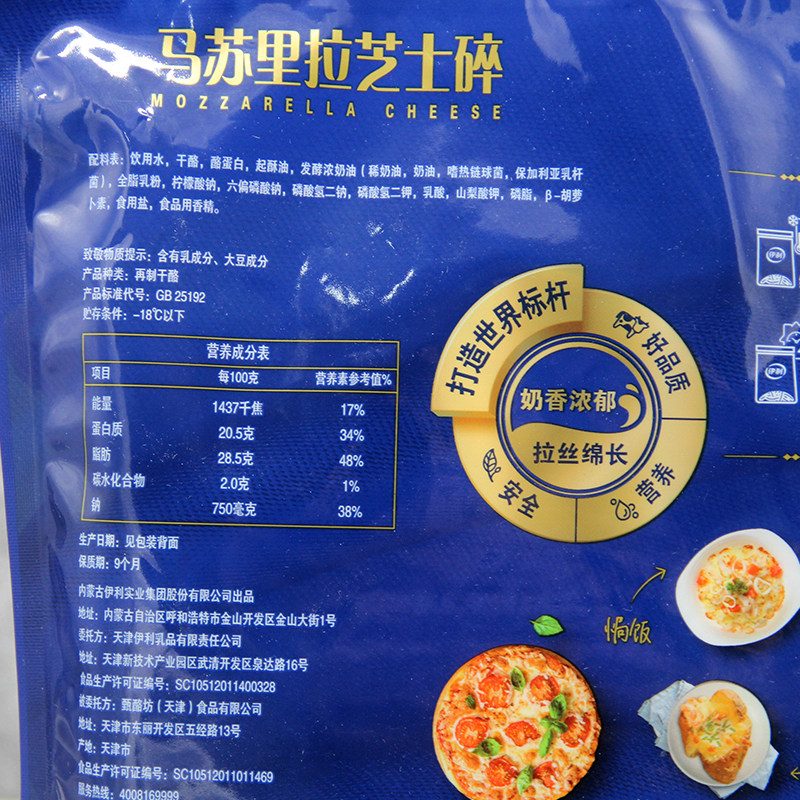 马苏里拉芝士碎
MOZZARELLA CHEESE
配料表：饮用水，干酪，酪蛋白，起酥油，发酵浓奶油（稀奶油，奶油，嗜热链球菌，保加利亚乳杆
菌），全脂乳粉，柠檬酸钠，六偏磷酸钠，磷酸氢二钠，磷酸氢二钾，乳酸，山梨酸钾，磷脂，β-胡萝
卜素，食用盐，食品用香精。
致敏物质提示：含有乳成分、大豆成分
产品种类：再制干酪
产品标准代号：GB 25192
贮存条件：-18℃以下
营养成分表
项目 每100克 营养素参考值%
能量 1437千焦 17%
蛋白质 20.5克 34%
脂肪 28.5克 48%
碳水化合物 2.0克 1%
钠 750毫克 38%
生产日期：见包装背面
保质期：9个月
内蒙古伊利实业集团股份有限公司出品
地址：内蒙古自治区呼和浩特市金山开发区金山大街1号
委托方：天津伊利乳品有限责任公司
地址：天津新技术产业园区武清开发区泉达路16号
食品生产许可证编号：SC10512011400328
被委托方：甄酪坊（天津）食品有限公司
地址：天津市东丽开发区五经路13号
产地：天津市
食品生产许可证编号：SC10512011011469
服务热线：4008169999
打造世界标杆
好品质
奶香浓郁
拉丝绵长
安全
营养
伊利
伊利
焗饭